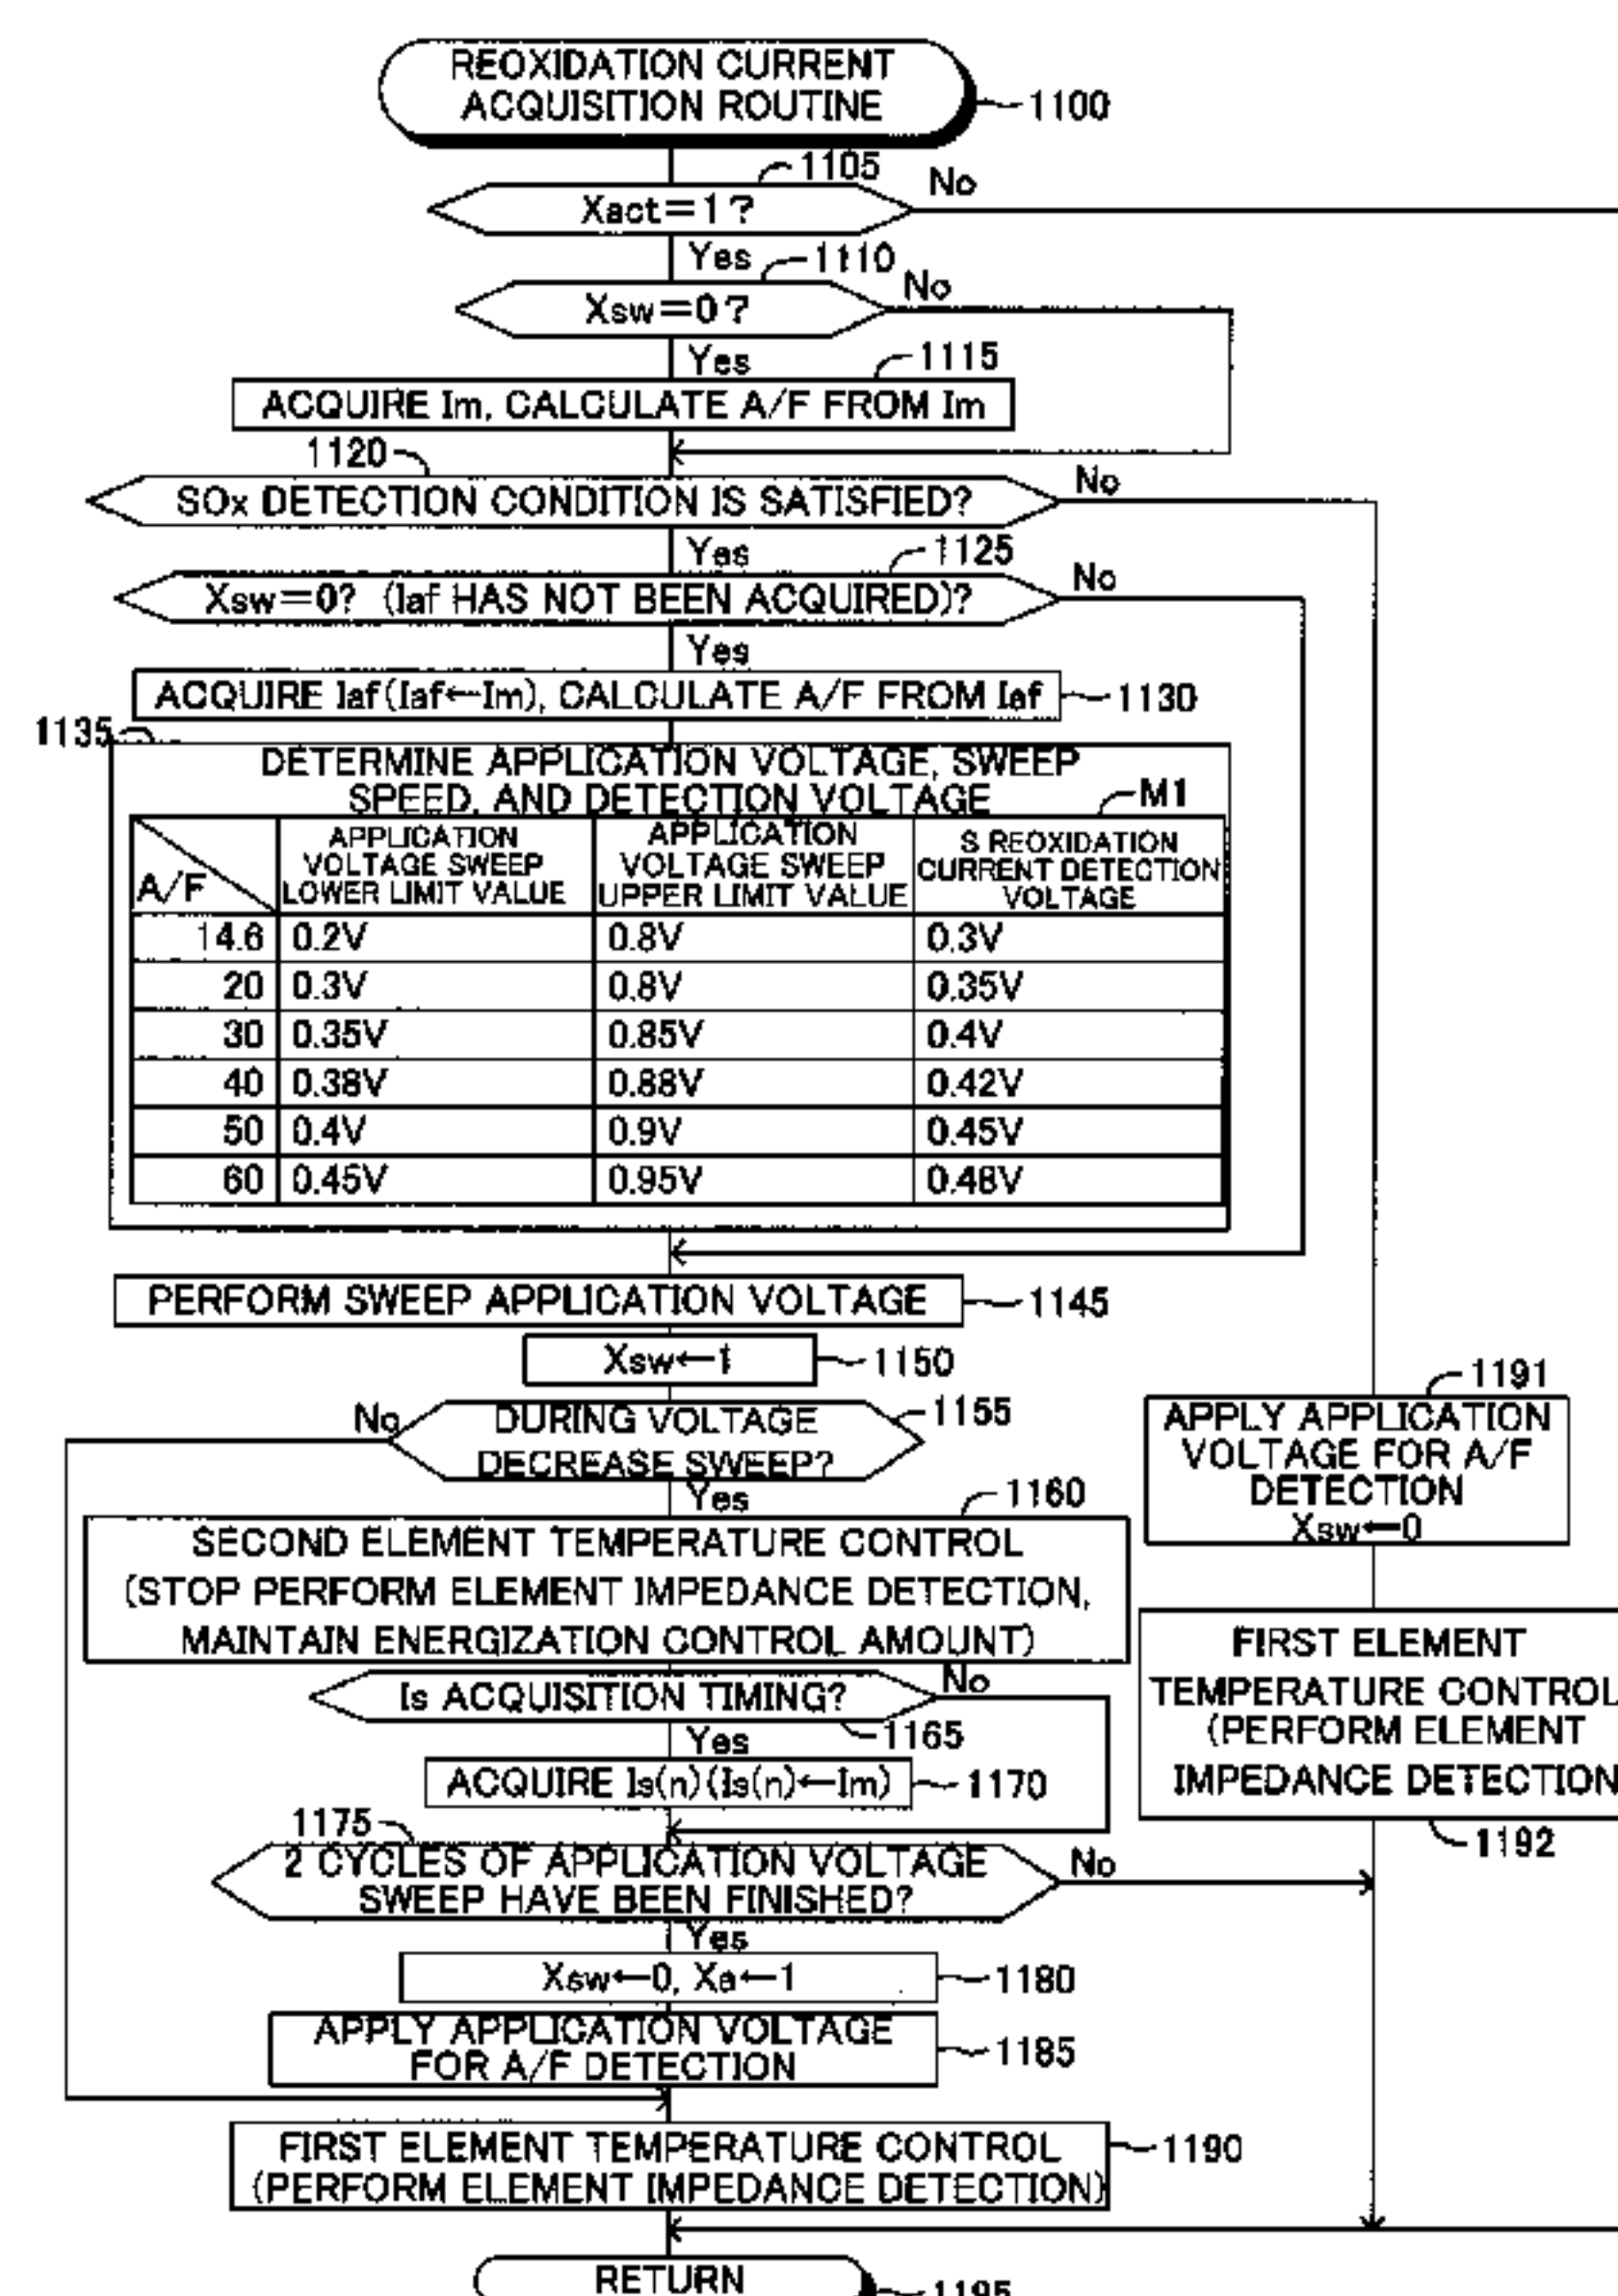 REOXIDATION CURRENT
ACQUISITION ROUTINE
1100
1105
Xact=1?
No
Yes
1110
Xsw=0?
No
Yes
1115
ACQUIRE Im, CALCULATE A/F FROM Im
1120
SOx DETECTION CONDITION IS SATISFIED?
No
Yes
1125
Xsw=0? (Iaf HAS NOT BEEN ACQUIRED)?
No
Yes
ACQUIRE Iaf(Iaf←Im), CALCULATE A/F FROM Iaf
1130
1135
DETERMINE APPLICATION VOLTAGE, SWEEP
SPEED, AND DETECTION VOLTAGE
M1
A/F
APPLICATION
VOLTAGE SWEEP
LOWER LIMIT VALUE
APPLICATION
VOLTAGE SWEEP
UPPER LIMIT VALUE
S REOXIDATION
CURRENT DETECTION
VOLTAGE
14.6 0.2V 0.8V 0.3V
20 0.3V 0.8V 0.35V
30 0.35V 0.85V 0.4V
40 0.38V 0.88V 0.42V
50 0.4V 0.9V 0.45V
60 0.45V 0.95V 0.48V
PERFORM SWEEP APPLICATION VOLTAGE
1145
Xsw←1
1150
DURING VOLTAGE
DECREASE SWEEP?
1155
No
Yes
1160
SECOND ELEMENT TEMPERATURE CONTROL
(STOP PERFORM ELEMENT IMPEDANCE DETECTION,
MAINTAIN ENERGIZATION CONTROL AMOUNT)
Is ACQUISITION TIMING?
No
1165
Yes
ACQUIRE Is(n)(Is(n)←Im)
1170
1175
2 CYCLES OF APPLICATION VOLTAGE
SWEEP HAVE BEEN FINISHED?
No
Yes
Xsw←0, Xa←1
1180
APPLY APPLICATION VOLTAGE
FOR A/F DETECTION
1185
FIRST ELEMENT TEMPERATURE CONTROL
(PERFORM ELEMENT IMPEDANCE DETECTION)
1190
1191
APPLY APPLICATION
VOLTAGE FOR A/F
DETECTION
Xsw←0
FIRST ELEMENT
TEMPERATURE CONTROL
(PERFORM ELEMENT
IMPEDANCE DETECTION
1192
RETURN
1195